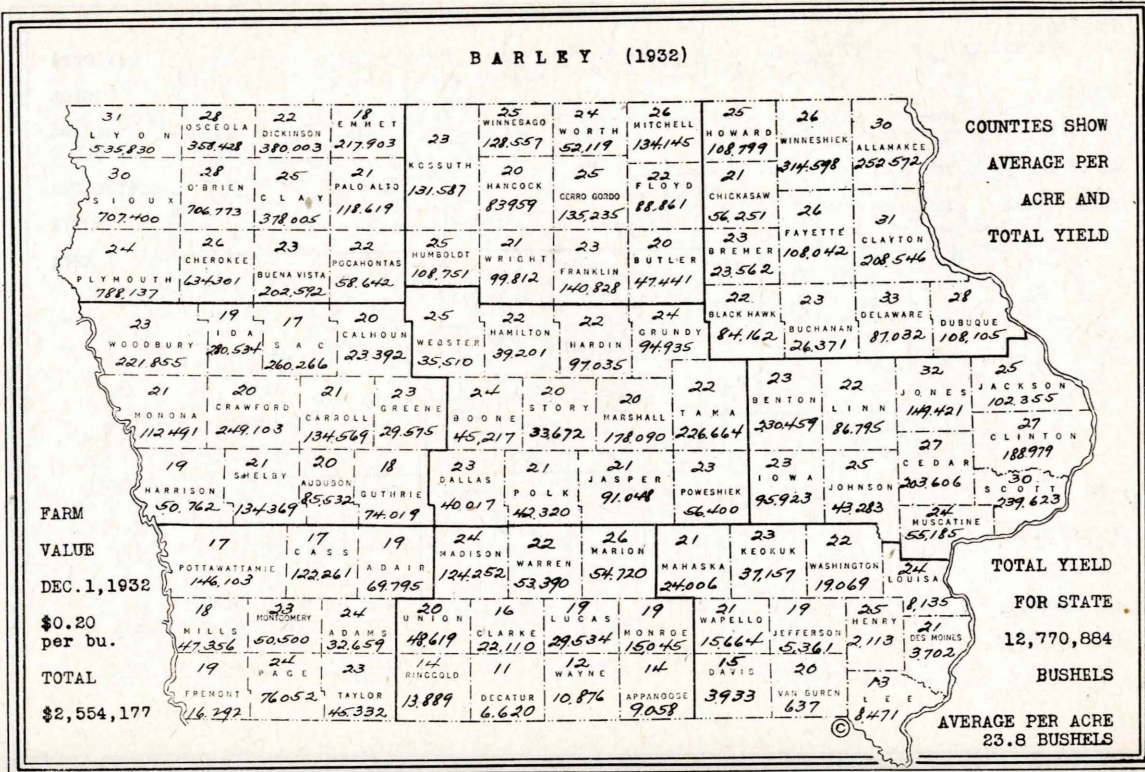 BARLEY (1932)
COUNTIES SHOW
AVERAGE PER
ACRE AND
TOTAL YIELD
31
LYON
535,830
28
OSCEOLA
358,428
22
DICKINSON
380,003
18
EMMET
217,903
23
KOSSUTH
131,587
25
WINNEBAGO
128,557
24
WORTH
52,119
26
MITCHELL
134,145
25
HOWARD
108,799
26
WINNESHIEK
314,598
30
ALLAMAKEE
252,572
30
SIOUX
707,400
28
O'BRIEN
706,773
25
CLAY
378,005
21
PALO ALTO
118,619
20
HANCOCK
83959
25
CERRO GORDO
135,235
22
FLOYD
88,861
21
CHICKASAW
56,251
26
FAYETTE
108,042
31
CLAYTON
208,546
24
PLYMOUTH
788,137
26
CHEROKEE
634,301
23
BUENA VISTA
202,592
22
POCAHONTAS
58,642
25
HUMBOLDT
108,751
21
WRIGHT
99,812
23
FRANKLIN
140,828
20
BUTLER
47,441
23
BREMER
23,562
23
WOODBURY
221,855
19
IDA
280,534
17
SAC
260,266
20
CALHOUN
23,392
25
WEBSTER
35,510
22
HAMILTON
39,201
22
HARDIN
97,035
24
GRUNDY
94,935
22
BLACK HAWK
84,162
23
BUCHANAN
26,371
33
DELAWARE
87,032
28
DUBUQUE
108,105
21
MONONA
112,491
20
CRAWFORD
249,103
21
CARROLL
134,569
23
GREENE
29,575
24
BOONE
45,217
20
STORY
33,672
20
MARSHALL
178,090
22
TAMA
226,664
23
BENTON
230,459
22
LINN
86,795
32
JONES
149,421
25
JACKSON
102,355
27
CLINTON
188,979
19
HARRISON
50,762
21
SHELBY
134,369
20
AUDUBON
85,532
18
GUTHRIE
74,019
23
DALLAS
40,017
21
POLK
42,320
21
JASPER
91,048
23
POWESHIEK
56,400
23
IOWA
95,923
25
JOHNSON
43,283
27
CEDAR
203,606
30
SCOTT
239,623
24
MUSCATINE
55,185
17
POTTAWATTAMIE
146,103
17
CASS
122,261
19
ADAIR
69,795
24
MADISON
124,252
22
WARREN
53,390
26
MARION
54,720
21
MAHASKA
24,006
23
KEOKUK
37,157
22
WASHINGTON
19,069
24
LOUISA
8,135
18
MILLS
47,356
23
MONTGOMERY
50,500
24
ADAMS
32,659
20
UNION
48,619
16
CLARKE
22,110
19
LUCAS
29,534
19
MONROE
15,045
21
WAPELLO
15,664
19
JEFFERSON
5,361
25
HENRY
2,113
21
DES MOINES
3,702
19
FREMONT
16,292
24
PAGE
76,052
23
TAYLOR
45,332
14
RINGGOLD
13,889
11
DECATUR
6,620
12
WAYNE
10,876
14
APPANOOSE
9,058
15
DAVIS
3,933
20
VAN BUREN
637
13
LEE
8,471
FARM
VALUE
DEC.1,1932
$0.20
per bu.
TOTAL
$2,554,177
TOTAL YIELD
FOR STATE
12,770,884
BUSHELS
AVERAGE PER ACRE
23.8 BUSHELS
©